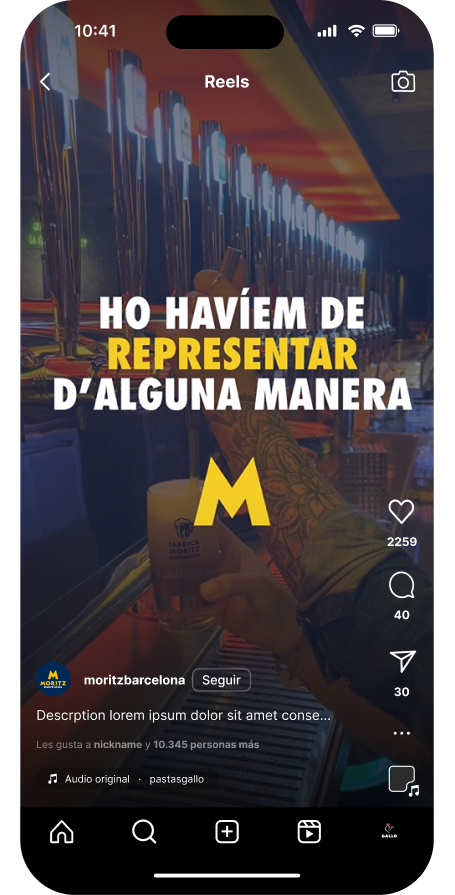 10:41
Reels
HO HAVÍEM DE
REPRESENTAR
D'ALGUNA MANERA
M
FÀBRICA
MORITZ
2259
40
30
M
MORITZ
moritzbarcelona
Seguir
Descrption lorem ipsum dolor sit amet conse...
Les gusta a nickname y 10.345 personas más
Audio original · pastasgallo
GALLO